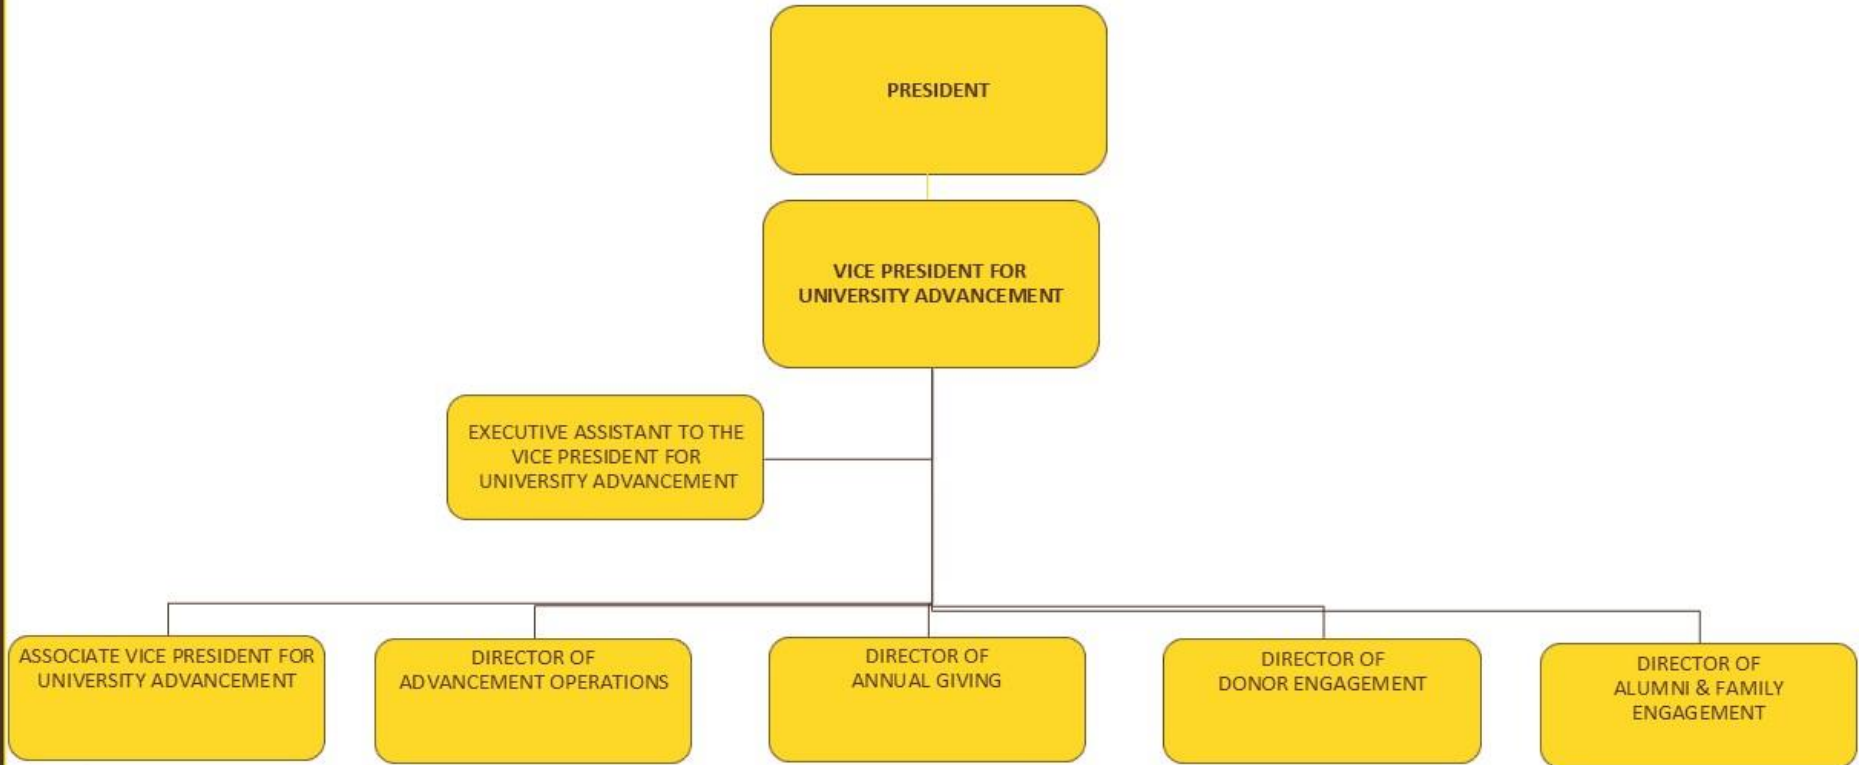 PRESIDENT
VICE PRESIDENT FOR
UNIVERSITY ADVANCEMENT
EXECUTIVE ASSISTANT TO THE
VICE PRESIDENT FOR
UNIVERSITY ADVANCEMENT
ASSOCIATE VICE PRESIDENT FOR
UNIVERSITY ADVANCEMENT
DIRECTOR OF
ADVANCEMENT OPERATIONS
DIRECTOR OF
ANNUAL GIVING
DIRECTOR OF
DONOR ENGAGEMENT
DIRECTOR OF
ALUMNI & FAMILY
ENGAGEMENT